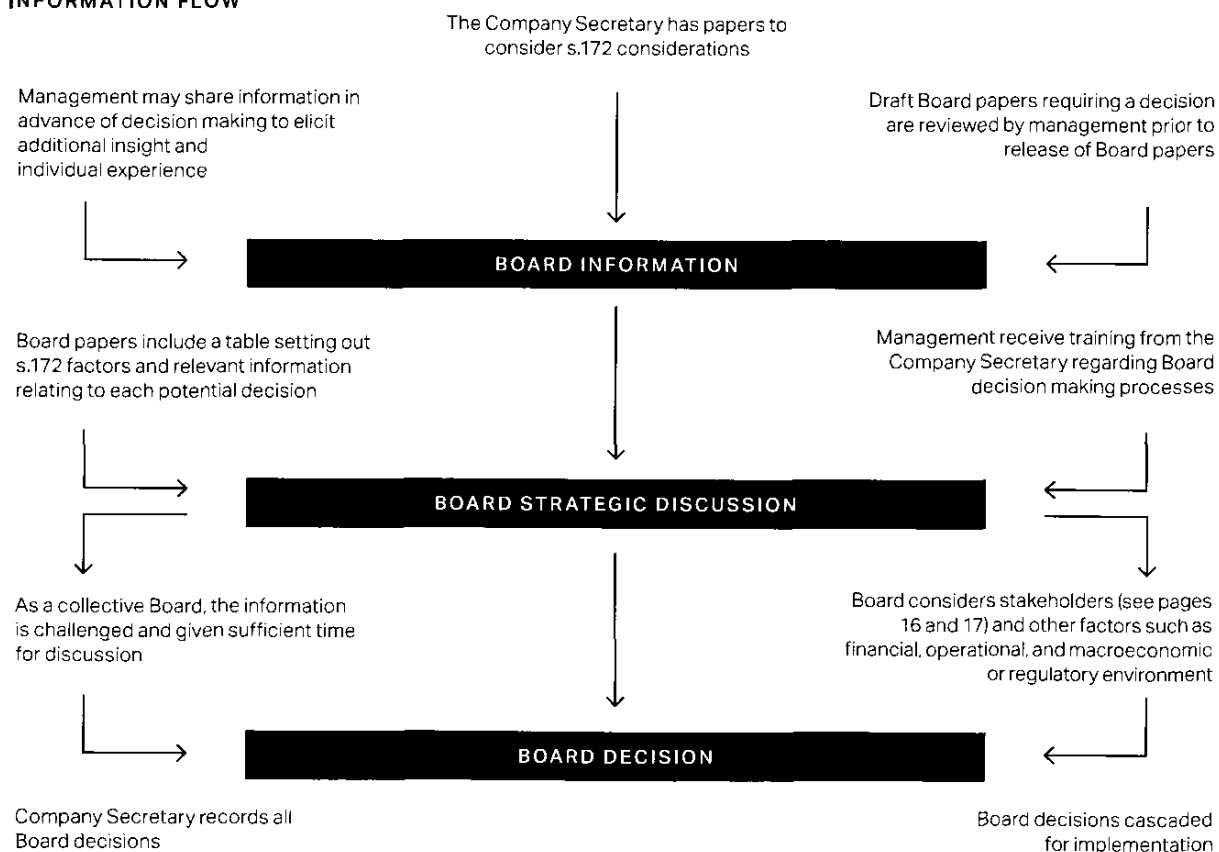 INFORMATION FLOW
The Company Secretary has papers to
consider s.172 considerations
Management may share information in
advance of decision making to elicit
additional insight and
individual experience
Draft Board papers requiring a decision
are reviewed by management prior to
release of Board papers
BOARD INFORMATION
Board papers include a table setting out
s.172 factors and relevant information
relating to each potential decision
Management receive training from the
Company Secretary regarding Board
decision making processes
BOARD STRATEGIC DISCUSSION
As a collective Board, the information
is challenged and given sufficient time
for discussion
Board considers stakeholders (see pages
16 and 17) and other factors such as
financial, operational, and macroeconomic
or regulatory environment
BOARD DECISION
Company Secretary records all
Board decisions
Board decisions cascaded
for implementation